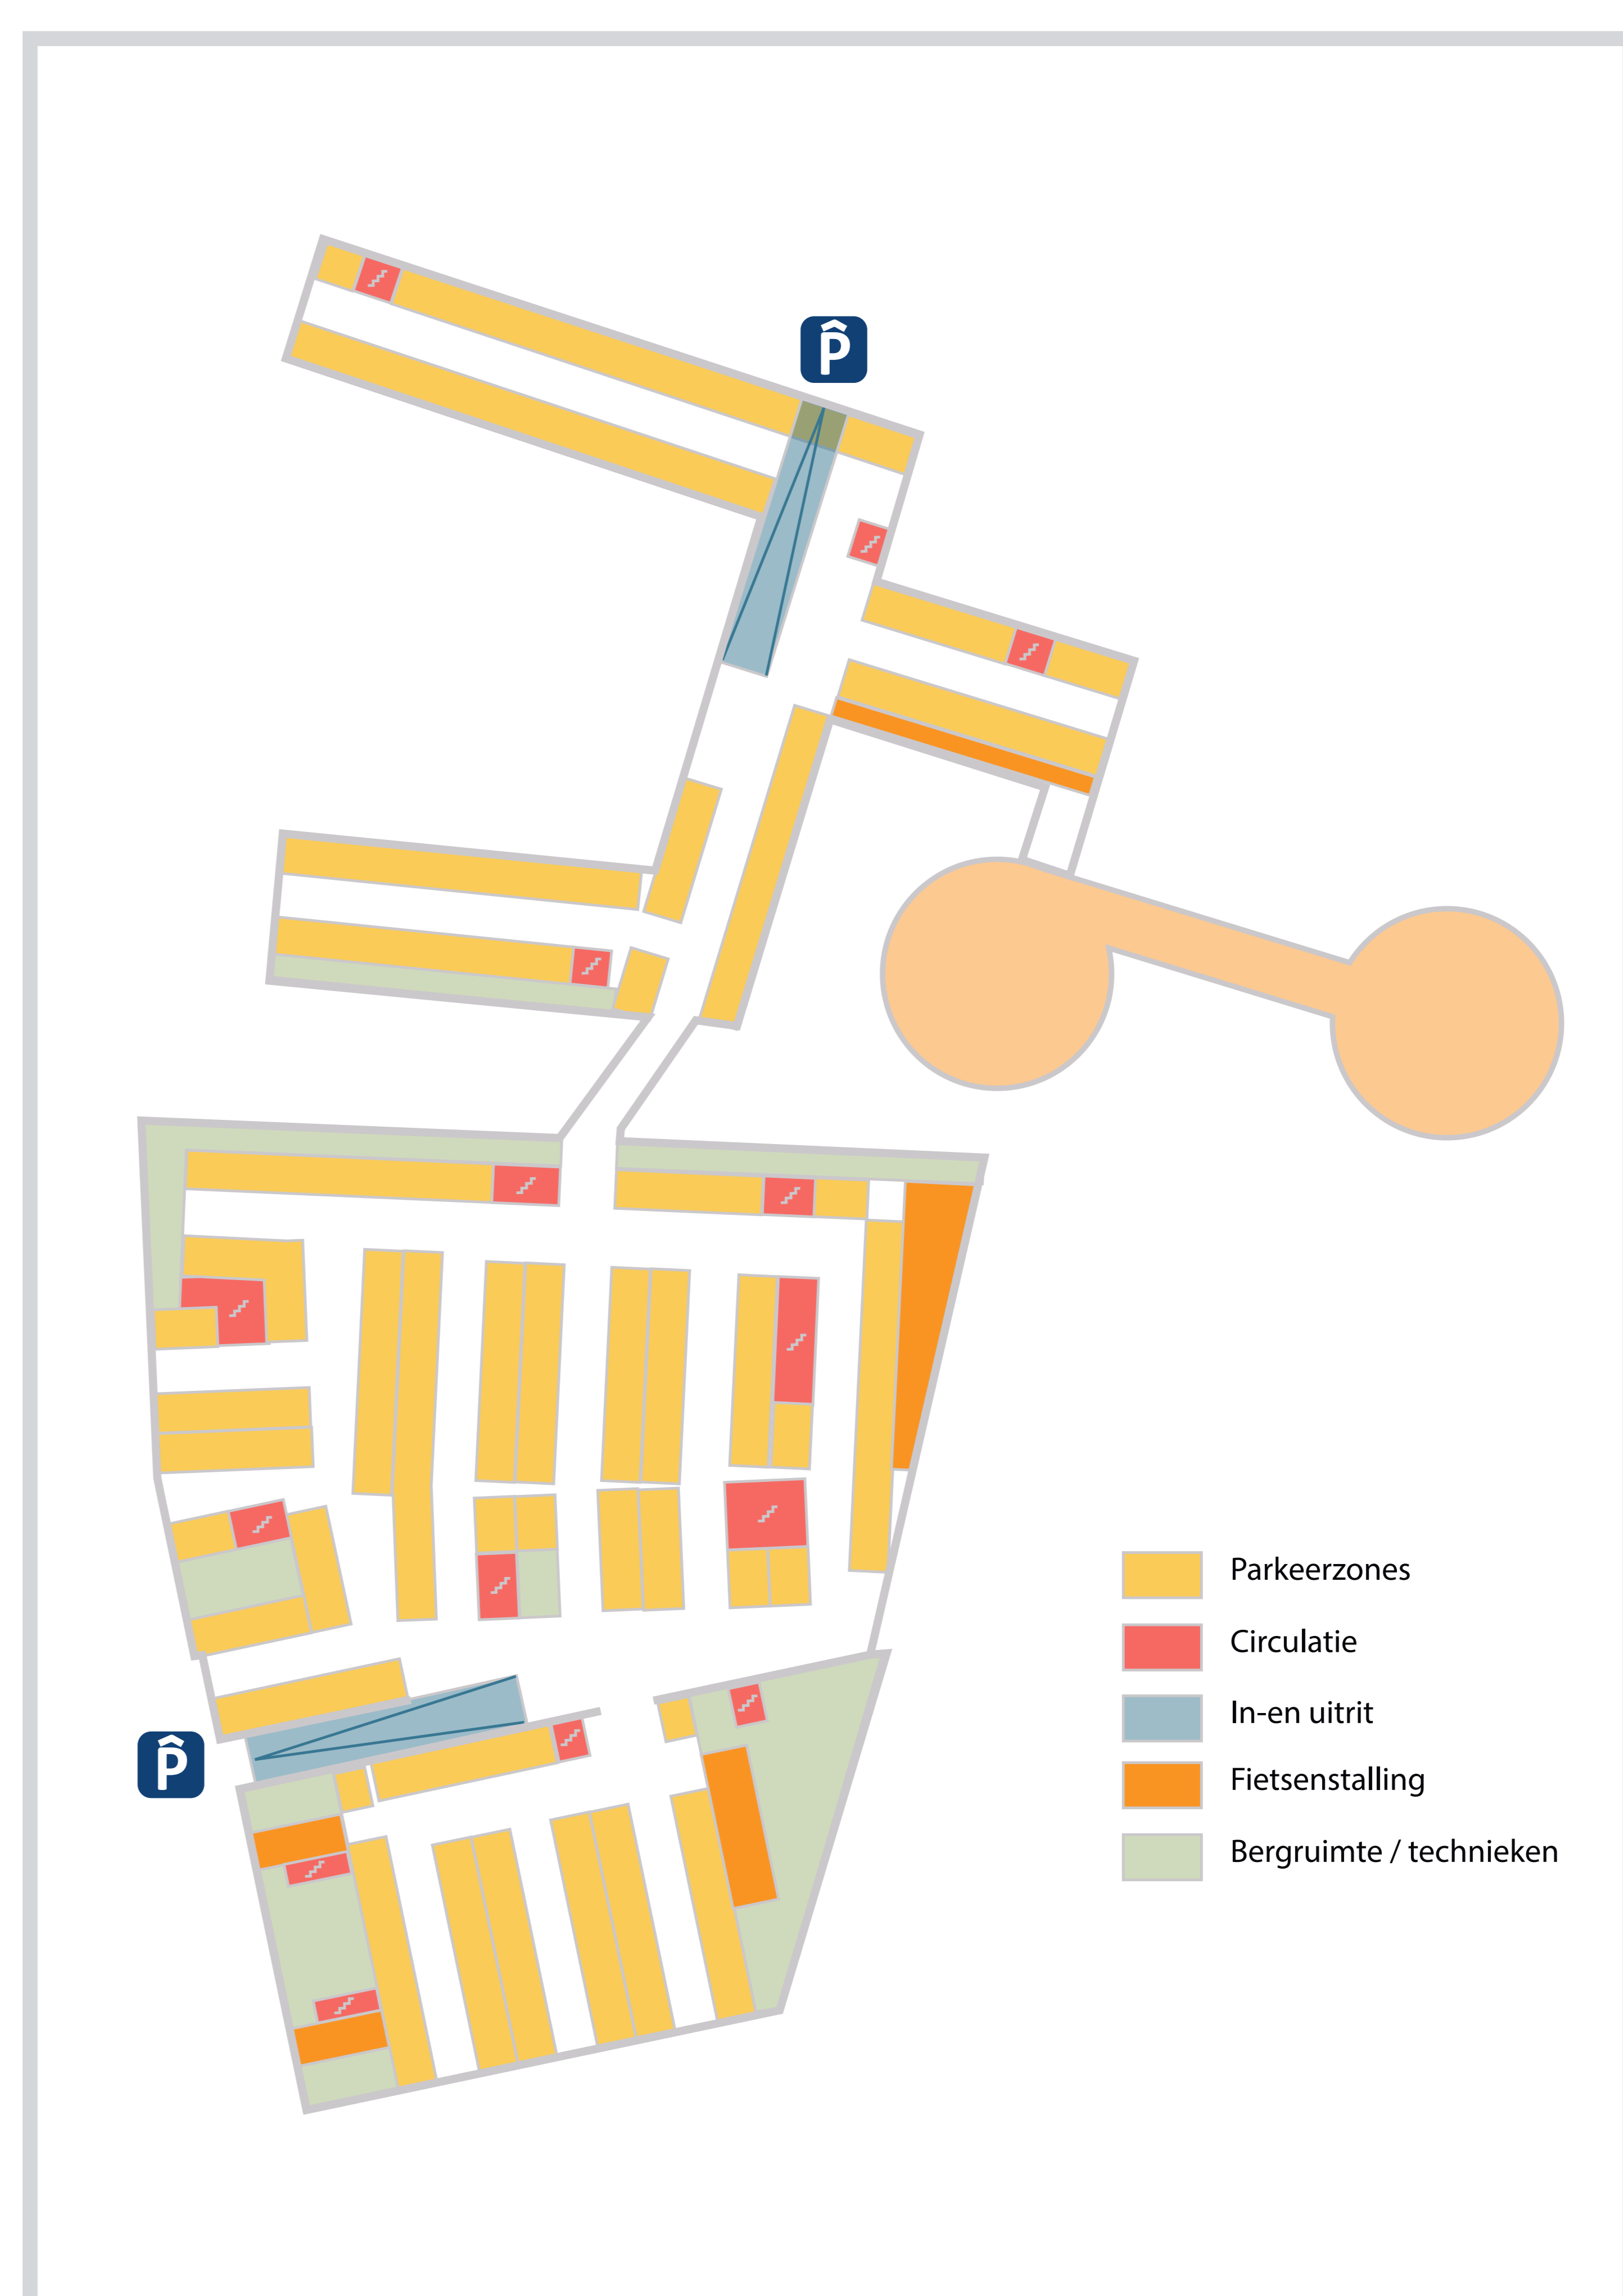 P
P
Parkeerzones
Circulatie
In-en uitrit
Fietsenstalling
Bergruimte / technieken